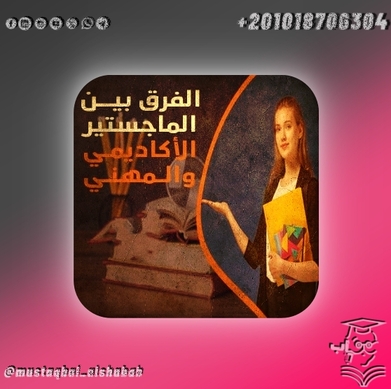 +201018706304
الفرق بين
الماجستير
الأكاديمي
والمهني
@mustaqbal_elshabab